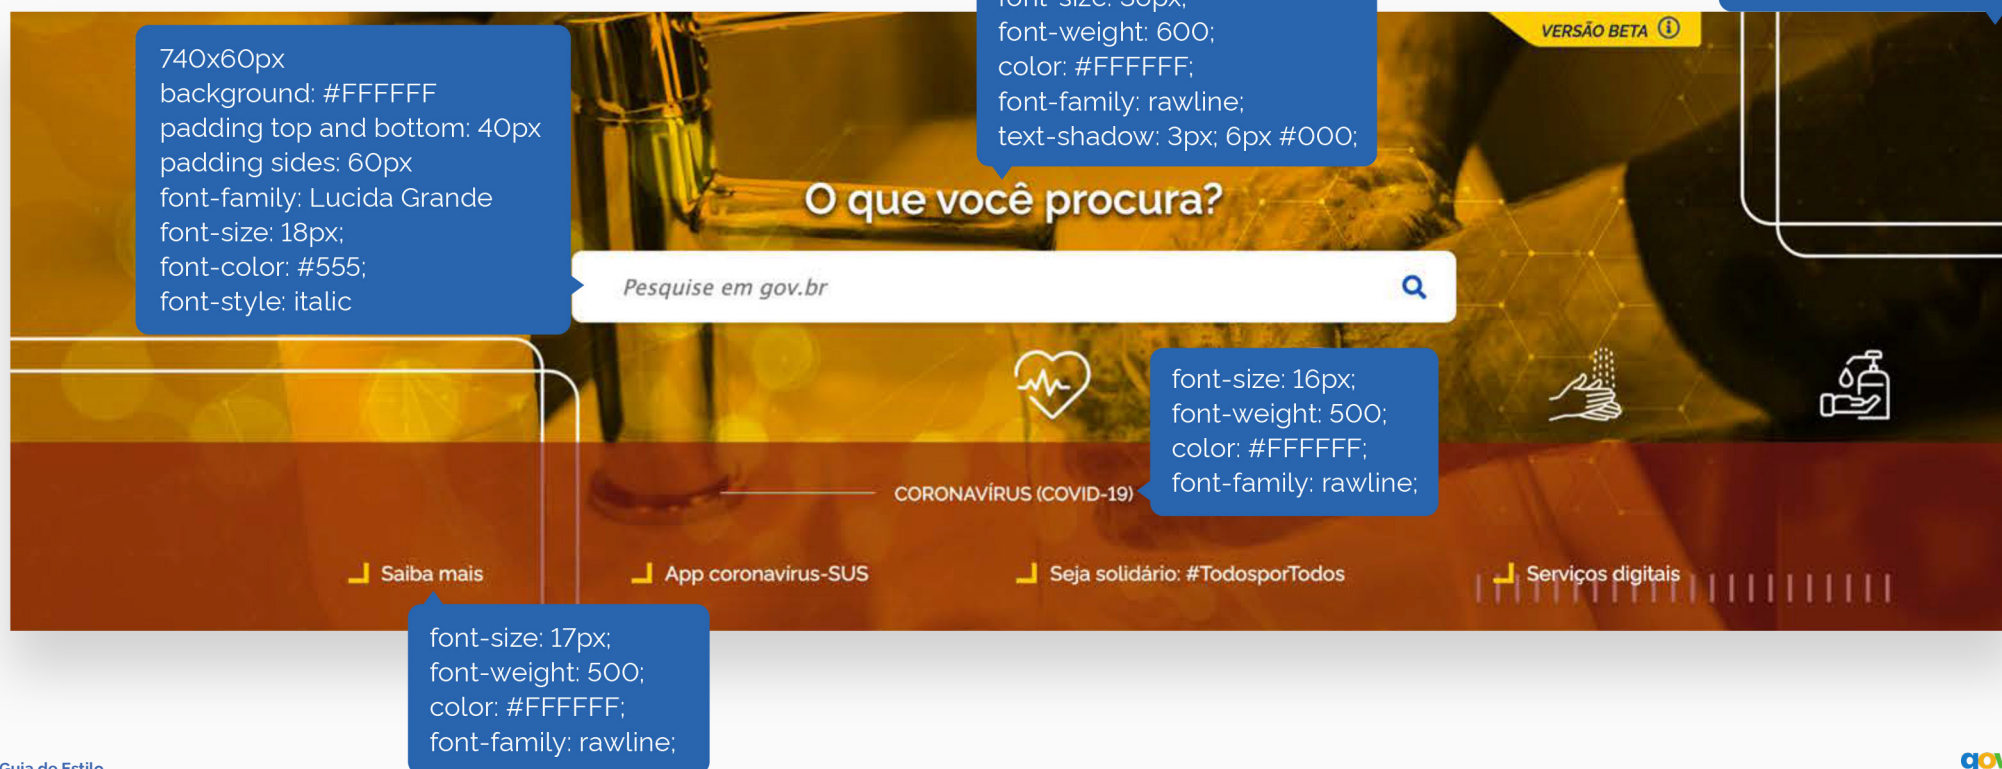 font-weight: 600;
color: #FFFFFF;
font-family: rawline;
text-shadow: 3px; 6px #000;
VERSÃO BETA
740x60px
background: #FFFFFF
padding top and bottom: 40px
padding sides: 60px
font-family: Lucida Grande
font-size: 18px;
font-color: #555;
font-style: italic
O que você procura?
Pesquise em gov.br
font-size: 16px;
font-weight: 500;
color: #FFFFFF;
font-family: rawline;
CORONAVÍRUS (COVID-19)
Saiba mais
App coronavirus-SUS
Seja solidário: #TodosporTodos
Serviços digitais
font-size: 17px;
font-weight: 500;
color: #FFFFFF;
font-family: rawline;
Guia de Estilo